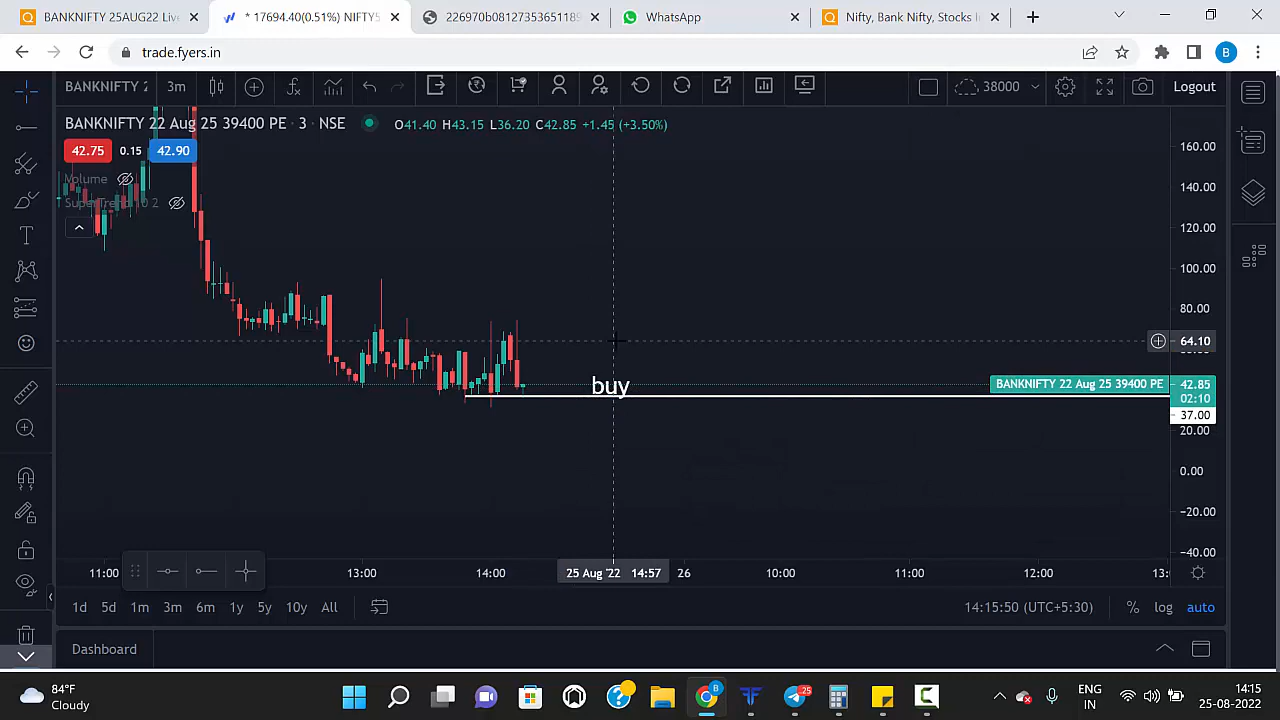 BANKNIFTY 25AUG22 Live
* 17694.40(0.51%) NIFTY5
226970b081273536511895
WhatsApp
Nifty, Bank Nifty, Stocks li
trade.fyers.in
B
BANKNIFTY 2
3m
38000
Logout
BANKNIFTY 22 Aug 25 39400 PE · 3 · NSE
O41.40 H43.15 L36.20 C42.85 +1.45 (+3.50%)
42.75
0.15
42.90
Volume
160.00
140.00
120.00
100.00
80.00
64.10
buy
BANKNIFTY 22 Aug 25 39400 PE
42.85
02:10
37.00
20.00
0.00
−20.00
−40.00
11:00
13:00
14:00
25 Aug '22 14:57
26
10:00
11:00
12:00
13:
1d
5d
1m
3m
6m
1y
5y
10y
All
14:15:50 (UTC+5:30)
%
log
auto
Dashboard
84°F
Cloudy
B
25
ENG
IN
14:15
25-08-2022